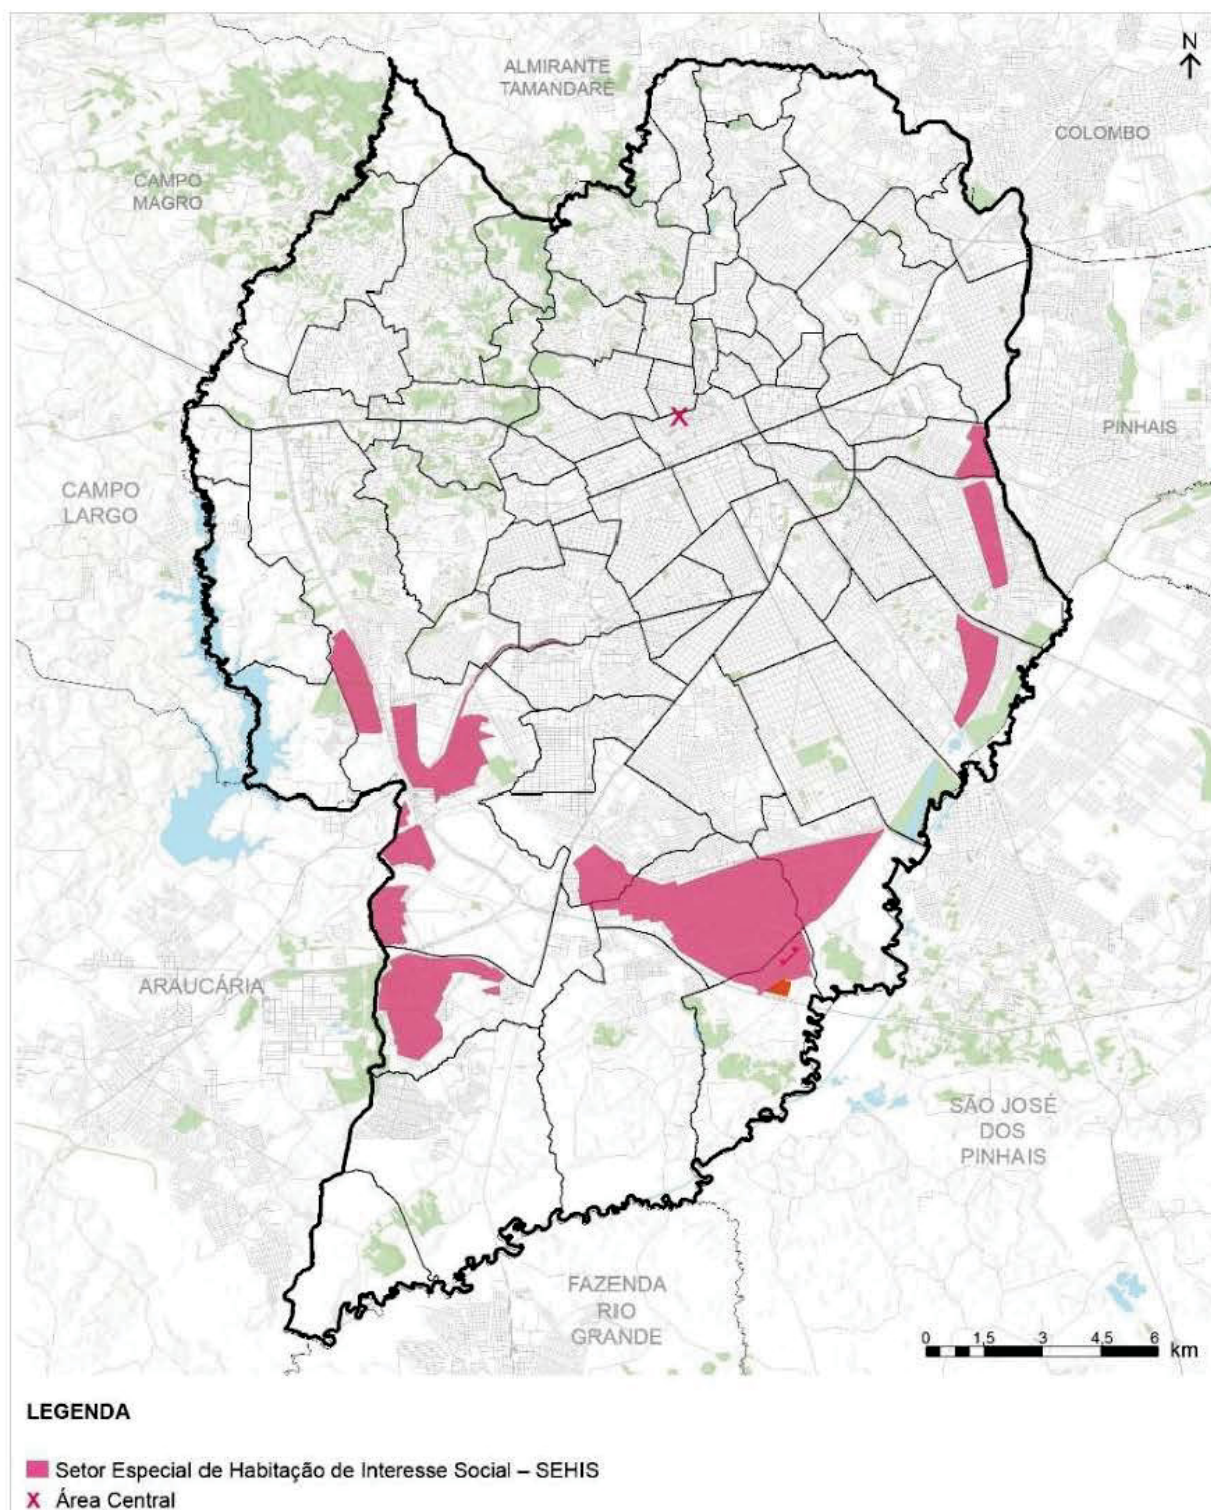 N
ALMIRANTE
TAMANDARÉ
COLOMBO
CAMPO
MAGRO
PINHAIS
CAMPO
LARGO
ARAUCÁRIA
SÃO JOSÉ
DOS
PINHAIS
FAZENDA
RIO
GRANDE
0 1,5 3 4,5 6
km
LEGENDA
Setor Especial de Habitação de Interesse Social – SEHIS
X Área Central